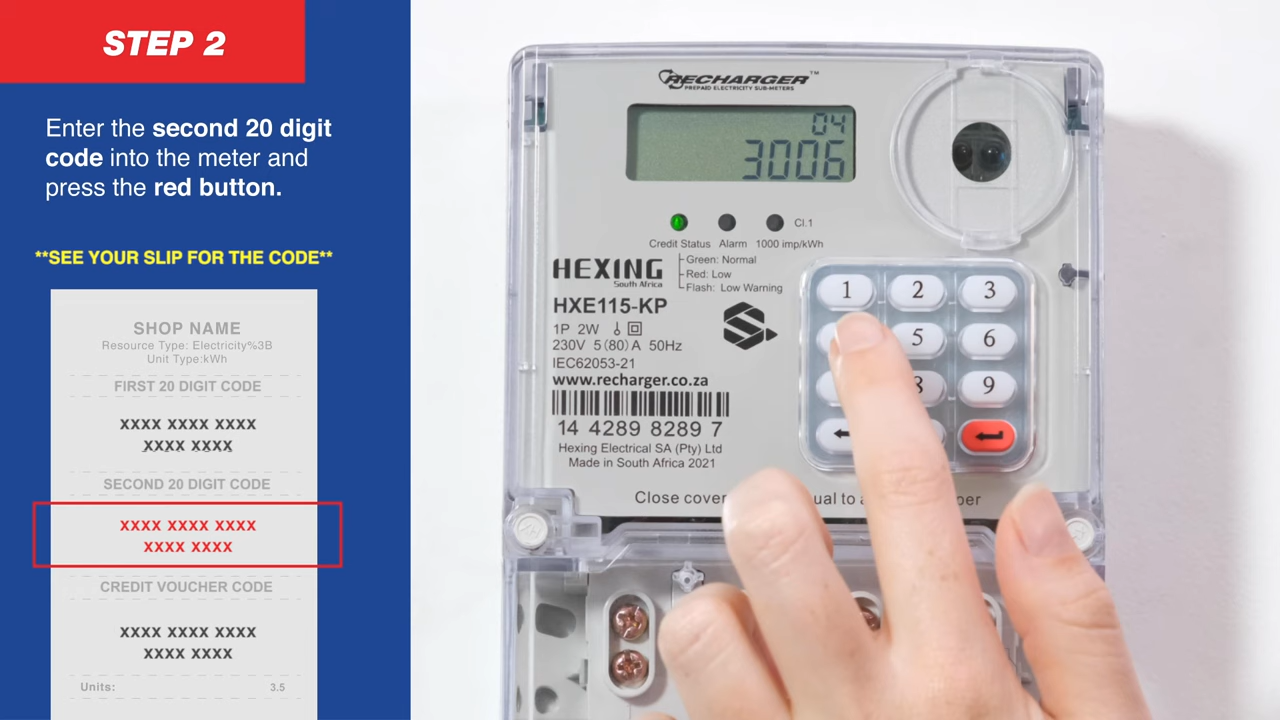 STEP 2
Enter the second 20 digit
code into the meter and
press the red button.
**SEE YOUR SLIP FOR THE CODE**
SHOP NAME
Resource Type: Electricity%3B
Unit Type:kWh
FIRST 20 DIGIT CODE
XXXX XXXX XXXX
XXXX XXXX
SECOND 20 DIGIT CODE
XXXX XXXX XXXX
XXXX XXXX
CREDIT VOUCHER CODE
XXXX XXXX XXXX
XXXX XXXX
Units: 3.5
RECHARGER™
PREPAID ELECTRICITY SUB-METERS
04
3006
Cl.1
Credit Status Alarm 1000 imp/kWh
Green: Normal
Red: Low
Flash: Low Warning
HEXING
South Africa
HXE115-KP
1P 2W
230V 5(80)A 50Hz
IEC62053-21
www.recharger.co.za
14 4289 8289 7
Hexing Electrical SA (Pty) Ltd
Made in South Africa 2021
1 2 3
5 6
8 9
Close cover